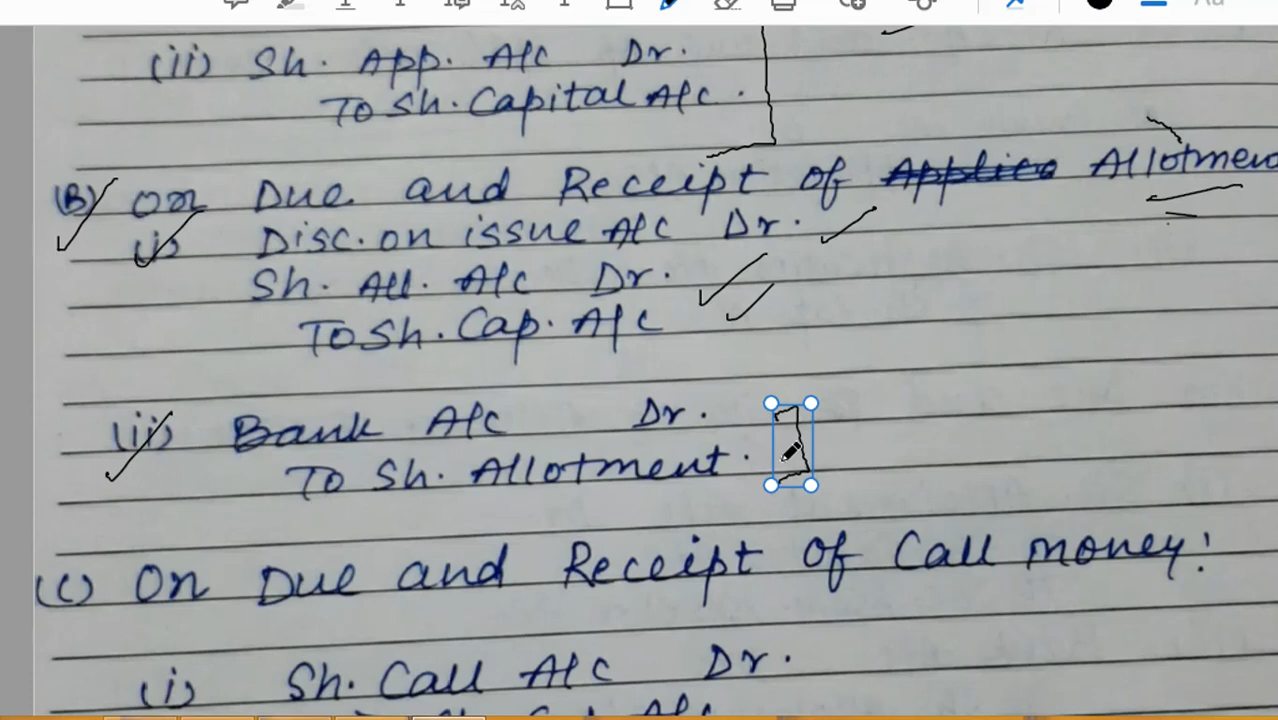 (ii) Sh. App. A/c Dr.
To Sh. Capital A/c.
(B) On Due and Receipt of Applica Allotmen
(i) Disc. on issue A/c Dr.
Sh. All. A/c Dr.
To Sh. Cap. A/c
(ii) Bank A/c Dr.
To Sh. Allotment.
(C) On Due and Receipt Of Call money:
(i) Sh. Call A/c Dr.